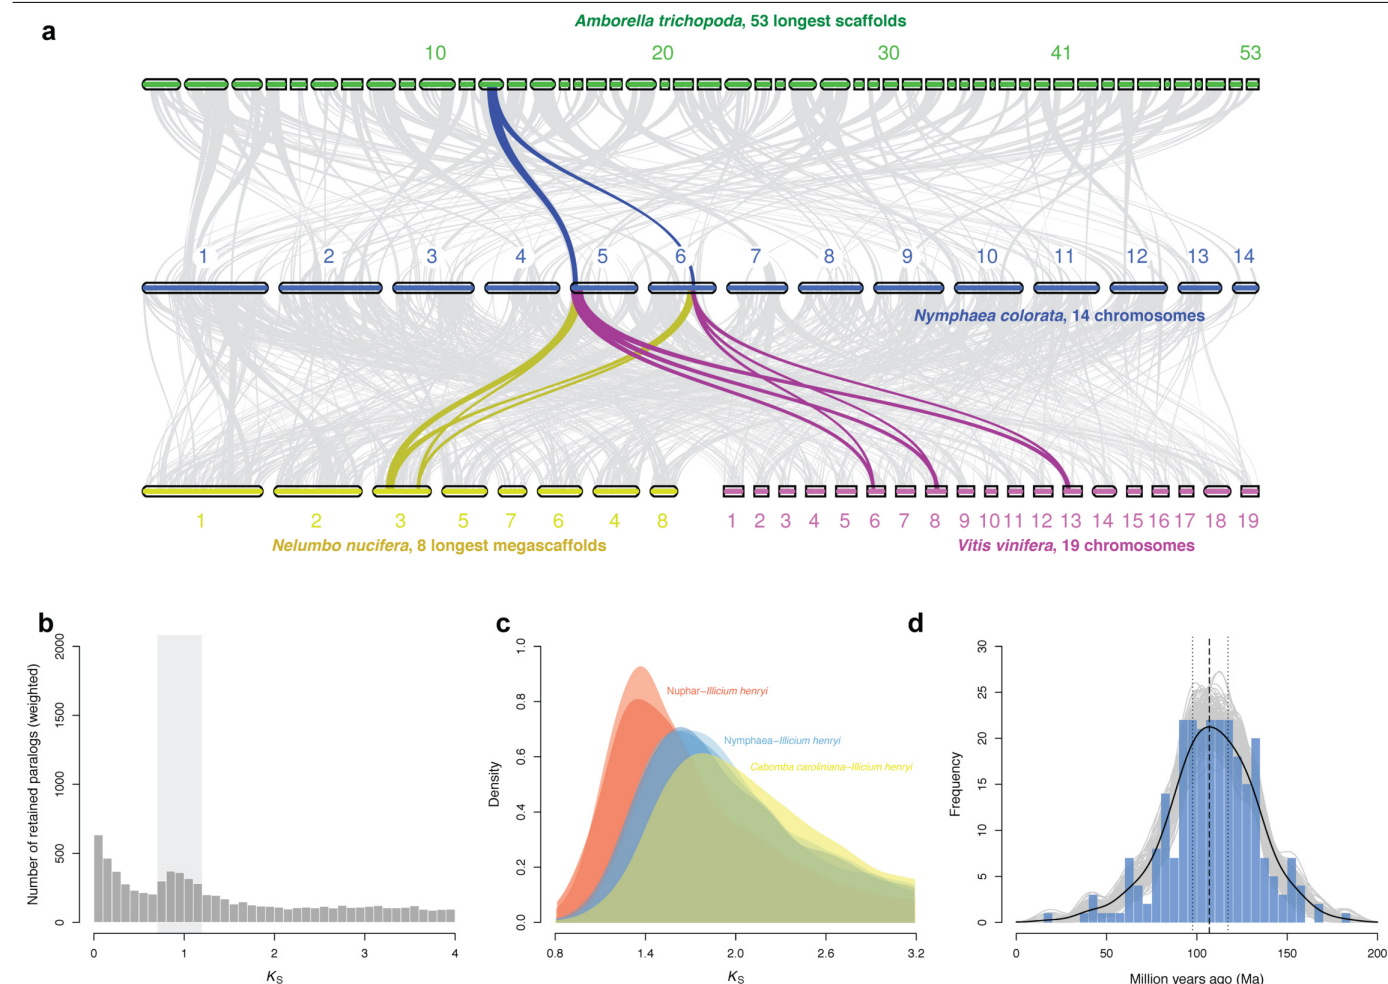 a
Amborella trichopoda, 53 longest scaffolds
10 20 30 41 53
1 2 3 4 5 6 7 8 9 10 11 12 13 14
Nymphaea colorata, 14 chromosomes
1 2 3 5 7 6 4 8 1 2 3 4 5 6 7 8 9 10 11 12 13 14 15 16 17 18 19
Nelumbo nucifera, 8 longest megascaffolds
Vitis vinifera, 19 chromosomes
b
Number of retained paralogs (weighted)
2000
1500
1000
500
0
0 1 2 3 4
KS
c
Density
1.0
0.8
0.6
0.4
0.2
0.0
Nuphar–Illicium henryi
Nymphaea–Illicium henryi
Cabomba caroliniana–Illicium henryi
0.8 1.4 2.0 2.6 3.2
KS
d
Frequency
30
25
20
15
10
5
0
0 50 100 150 200
Million years ago (Ma)